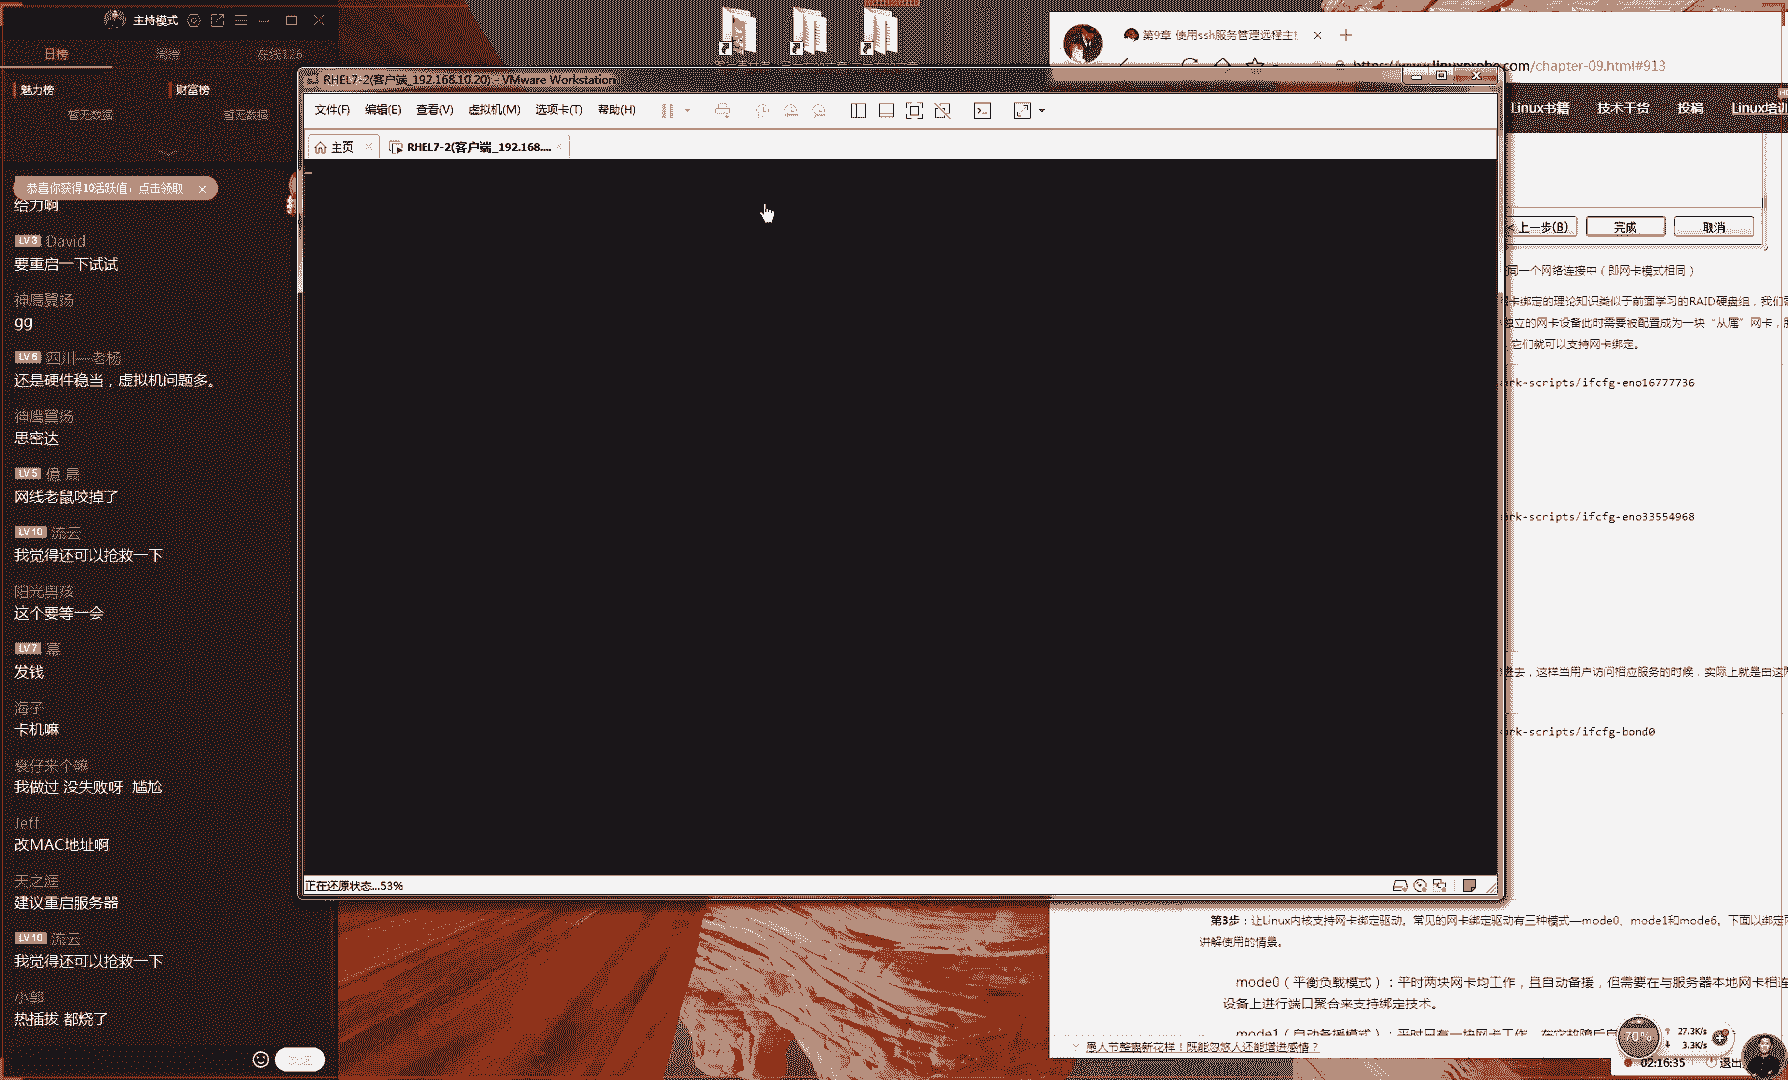 主持模式
日榜
周榜
在线126
魅力榜
财富榜
暂无数据
暂无数据
恭喜你获得10活跃值，点击领取
给力啊
LV3 David
要重启一下试试
神鹰翼扬
gg
LV6 四川—老杨
还是硬件稳当，虚拟机问题多。
神鹰翼扬
思密达
LV5 億 晨
网线老鼠咬掉了
LV10 流云
我觉得还可以抢救一下
阳光男孩
这个要等一会
LV7 幕
发钱
海子
卡机嘛
我做过 没失败呀 尴尬
Jeff
改MAC地址啊
天之涯
建议重启服务器
LV10 流云
我觉得还可以抢救一下
小郭
热插拔 都烧了
RHEL7-2(客户端_192.168.10.20) - VMware Workstation
文件(F) 编辑(E) 查看(V) 虚拟机(M) 选项卡(T) 帮助(H)
主页
RHEL7-2(客户端_192.168....
正在还原状态...53%
第9章 使用ssh服务管理远程主
https://www.linuxprobe.com/chapter-09.html#913
Linux书籍 技术干货 投稿 Linux培训
上一步(B) 完成 取消
同一个网络连接中（即网卡模式相同）
卡绑定的理论知识类似于前面学习的RAID硬盘组，我们
独立的网卡设备此时需要被配置成为一块“从属”网卡，
它们就可以支持网卡绑定。
ork-scripts/ifcfg-eno16777736
ork-scripts/ifcfg-eno33554968
进去，这样当用户访问相应服务的时候，实际上就是由这
ork-scripts/ifcfg-bond0
第3步：让Linux内核支持网卡绑定驱动。常见的网卡绑定驱动有三种模式—mode0、mode1和mode6。下面以绑定
讲解使用的情景。
mode0（平衡负载模式）：平时两块网卡均工作，且自动备援，但需要在与服务器本地网卡相连
设备上进行端口聚合来支持绑定技术。
mode1（自动备援模式）：平时只有一块网卡工作，在它故障后自
愚人节整蛊新花样！既能忽悠人还能增进感情？
70%
27.3K/s
3.3K/s
02:16:35
退出